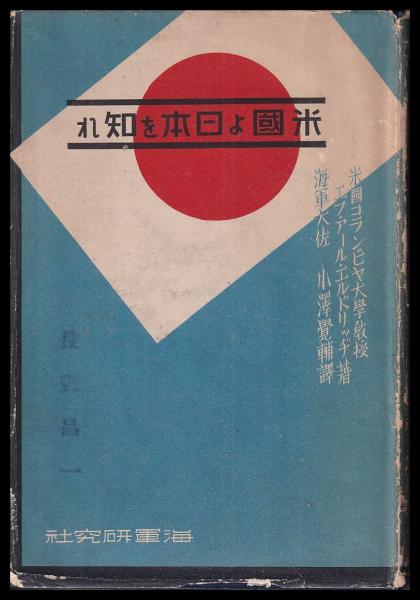 米國よ日本を知れ
米國コランビヤ大學敎授
エフ・アール・エルドリッヂ著
海軍大佐 小澤覺輔譯
海軍研究社